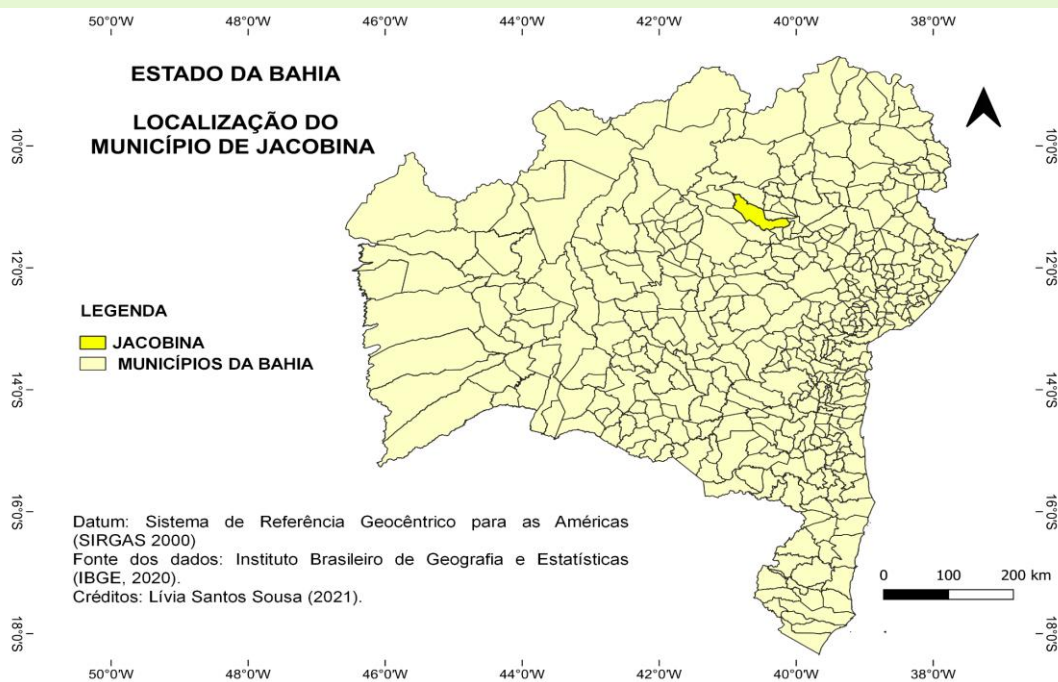 50°0'W 48°0'W 46°0'W 44°0'W 42°0'W 40°0'W 38°0'W
ESTADO DA BAHIA
LOCALIZAÇÃO DO
MUNICÍPIO DE JACOBINA
10°0'S 10°0'S
12°0'S 12°0'S
LEGENDA
JACOBINA
MUNICÍPIOS DA BAHIA
14°0'S 14°0'S
16°0'S 16°0'S
Datum: Sistema de Referência Geocêntrico para as Américas
(SIRGAS 2000)
Fonte dos dados: Instituto Brasileiro de Geografia e Estatísticas
(IBGE, 2020).
Créditos: Lívia Santos Sousa (2021).
0 100 200 km
18°0'S 18°0'S
50°0'W 48°0'W 46°0'W 44°0'W 42°0'W 40°0'W 38°0'W